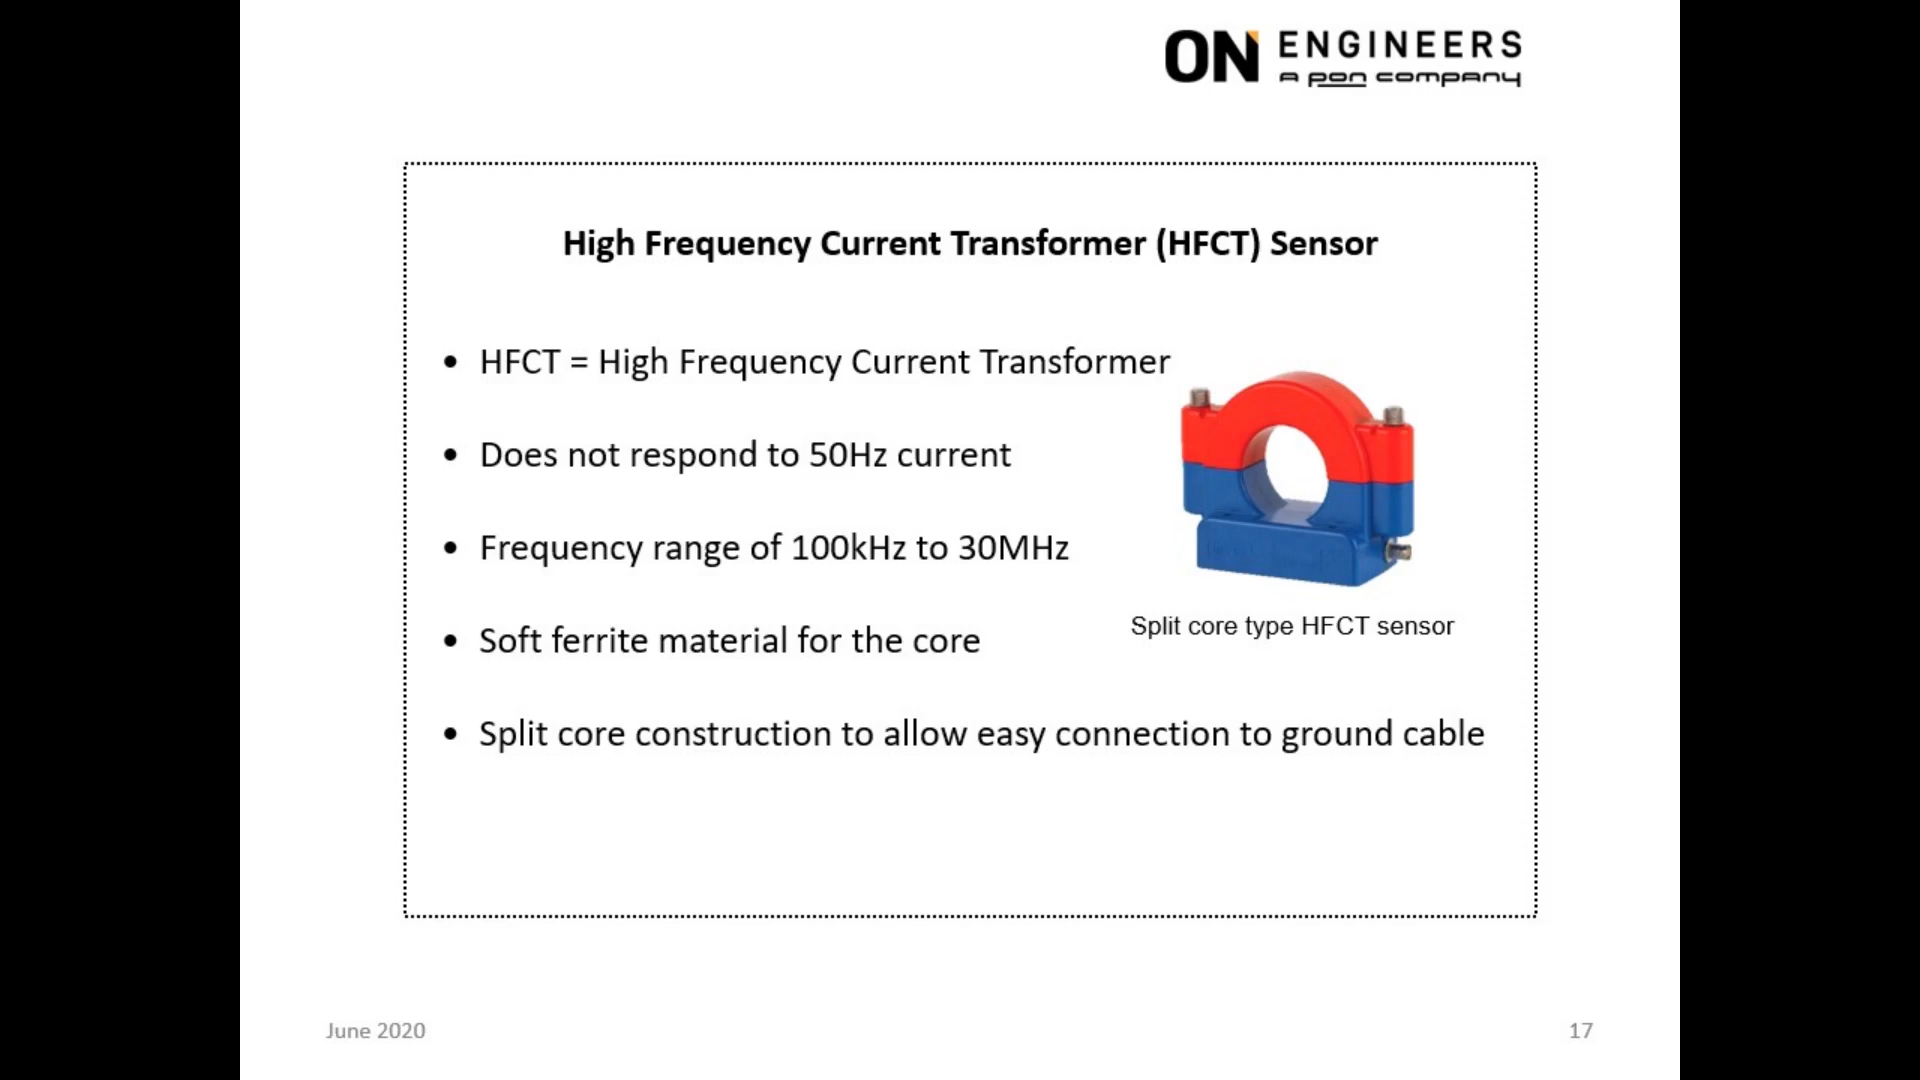 ON ENGINEERS
a pon company
High Frequency Current Transformer (HFCT) Sensor
• HFCT = High Frequency Current Transformer
• Does not respond to 50Hz current
• Frequency range of 100kHz to 30MHz
• Soft ferrite material for the core
Split core type HFCT sensor
• Split core construction to allow easy connection to ground cable
June 2020
17